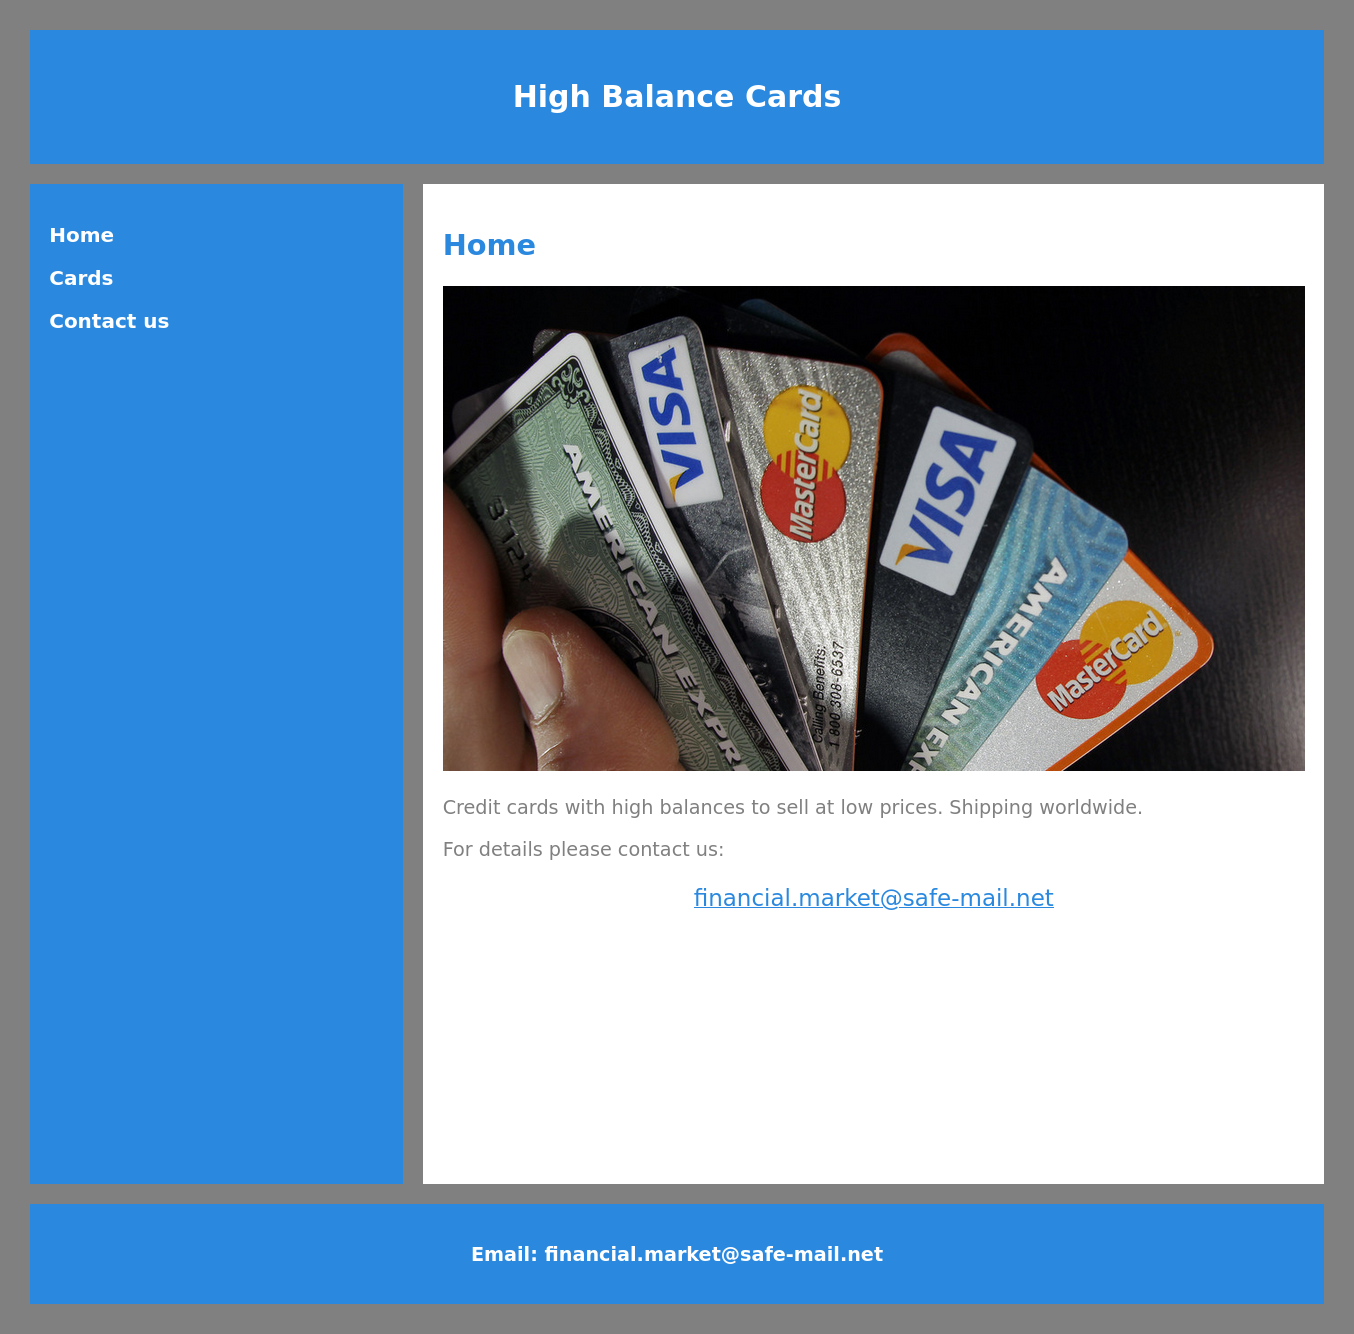 High Balance Cards
Home
Cards
Contact us
Home
AMERICAN EXPRE
3124
VISA
MasterCard
Calling Benefits:
1 800 308-6537
VISA
AMERICAN EXP
MasterCard
Credit cards with high balances to sell at low prices. Shipping worldwide.
For details please contact us:
financial.market@safe-mail.net
Email: financial.market@safe-mail.net